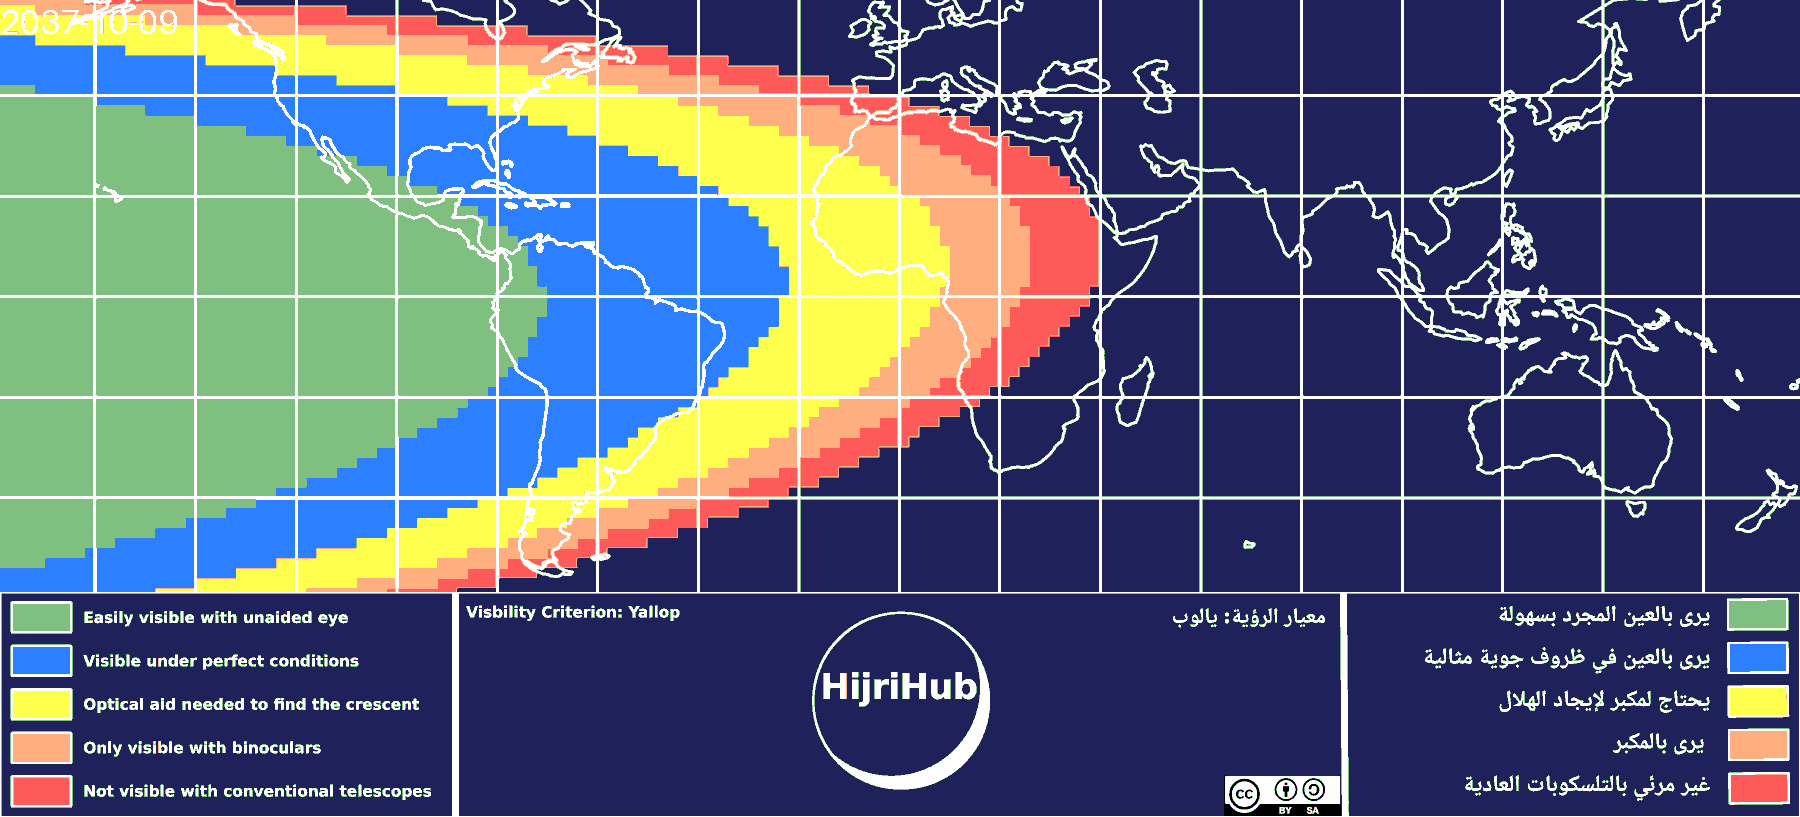 2037-10-09
Easily visible with unaided eye
Visible under perfect conditions
Optical aid needed to find the crescent
Only visible with binoculars
Not visible with conventional telescopes
Visbility Criterion: Yallop
معيار الرؤية: يالوب
HijriHub
cc
BY SA
يرى بالعين المجرد بسهولة
يرى بالعين في ظروف جوية مثالية
يحتاج لمكبر لإيجاد الهلال
يرى بالمكبر
غير مرئي بالتلسكوبات العادية